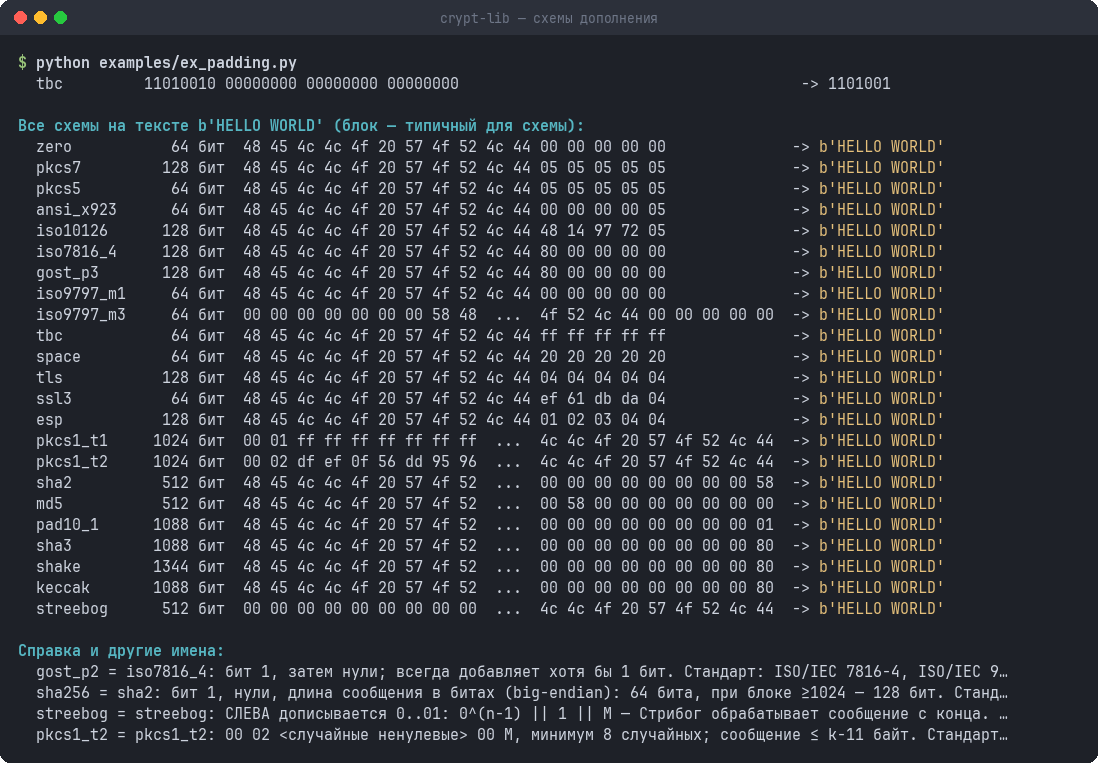 crypt-lib — схемы дополнения
$ python examples/ex_padding.py
tbc 11010010 00000000 00000000 00000000 -> 1101001
Все схемы на тексте b'HELLO WORLD' (блок — типичный для схемы):
zero 64 бит 48 45 4c 4c 4f 20 57 4f 52 4c 44 00 00 00 00 00 -> b'HELLO WORLD'
pkcs7 128 бит 48 45 4c 4c 4f 20 57 4f 52 4c 44 05 05 05 05 05 -> b'HELLO WORLD'
pkcs5 64 бит 48 45 4c 4c 4f 20 57 4f 52 4c 44 05 05 05 05 05 -> b'HELLO WORLD'
ansi_x923 64 бит 48 45 4c 4c 4f 20 57 4f 52 4c 44 00 00 00 00 05 -> b'HELLO WORLD'
iso10126 128 бит 48 45 4c 4c 4f 20 57 4f 52 4c 44 48 14 97 72 05 -> b'HELLO WORLD'
iso7816_4 128 бит 48 45 4c 4c 4f 20 57 4f 52 4c 44 80 00 00 00 00 -> b'HELLO WORLD'
gost_p3 128 бит 48 45 4c 4c 4f 20 57 4f 52 4c 44 80 00 00 00 00 -> b'HELLO WORLD'
iso9797_m1 64 бит 48 45 4c 4c 4f 20 57 4f 52 4c 44 00 00 00 00 00 -> b'HELLO WORLD'
iso9797_m3 64 бит 00 00 00 00 00 00 00 58 48 ... 4f 52 4c 44 00 00 00 00 00 -> b'HELLO WORLD'
tbc 64 бит 48 45 4c 4c 4f 20 57 4f 52 4c 44 ff ff ff ff ff -> b'HELLO WORLD'
space 64 бит 48 45 4c 4c 4f 20 57 4f 52 4c 44 20 20 20 20 20 -> b'HELLO WORLD'
tls 128 бит 48 45 4c 4c 4f 20 57 4f 52 4c 44 04 04 04 04 04 -> b'HELLO WORLD'
ssl3 64 бит 48 45 4c 4c 4f 20 57 4f 52 4c 44 ef 61 db da 04 -> b'HELLO WORLD'
esp 128 бит 48 45 4c 4c 4f 20 57 4f 52 4c 44 01 02 03 04 04 -> b'HELLO WORLD'
pkcs1_t1 1024 бит 00 01 ff ff ff ff ff ff ff ... 4c 4c 4f 20 57 4f 52 4c 44 -> b'HELLO WORLD'
pkcs1_t2 1024 бит 00 02 df ef 0f 56 dd 95 96 ... 4c 4c 4f 20 57 4f 52 4c 44 -> b'HELLO WORLD'
sha2 512 бит 48 45 4c 4c 4f 20 57 4f 52 ... 00 00 00 00 00 00 00 00 58 -> b'HELLO WORLD'
md5 512 бит 48 45 4c 4c 4f 20 57 4f 52 ... 00 58 00 00 00 00 00 00 00 -> b'HELLO WORLD'
pad10_1 1088 бит 48 45 4c 4c 4f 20 57 4f 52 ... 00 00 00 00 00 00 00 00 01 -> b'HELLO WORLD'
sha3 1088 бит 48 45 4c 4c 4f 20 57 4f 52 ... 00 00 00 00 00 00 00 00 80 -> b'HELLO WORLD'
shake 1344 бит 48 45 4c 4c 4f 20 57 4f 52 ... 00 00 00 00 00 00 00 00 80 -> b'HELLO WORLD'
keccak 1088 бит 48 45 4c 4c 4f 20 57 4f 52 ... 00 00 00 00 00 00 00 00 80 -> b'HELLO WORLD'
streebog 512 бит 00 00 00 00 00 00 00 00 00 ... 4c 4c 4f 20 57 4f 52 4c 44 -> b'HELLO WORLD'
Справка и другие имена:
gost_p2 = iso7816_4: бит 1, затем нули; всегда добавляет хотя бы 1 бит. Стандарт: ISO/IEC 7816-4, ISO/IEC 9…
sha256 = sha2: бит 1, нули, длина сообщения в битах (big-endian): 64 бита, при блоке ≥1024 — 128 бит. Станд…
streebog = streebog: СЛЕВА дописывается 0..01: 0^(n-1) || 1 || M — Стрибог обрабатывает сообщение с конца. …
pkcs1_t2 = pkcs1_t2: 00 02 <случайные ненулевые> 00 M, минимум 8 случайных; сообщение ≤ k-11 байт. Стандарт…